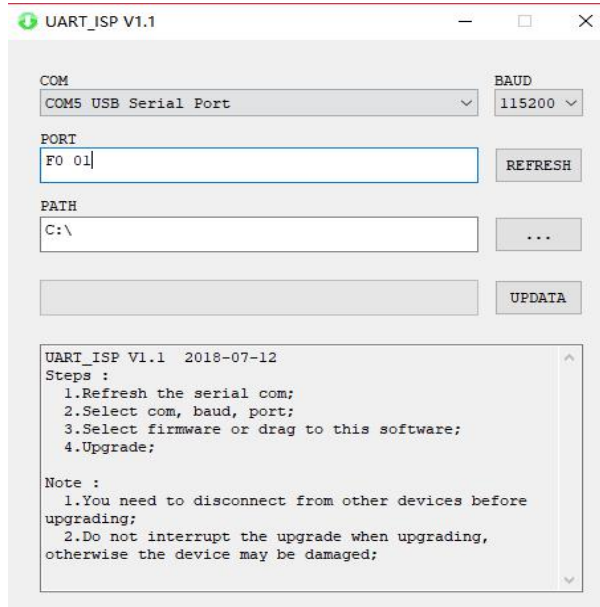 UART_ISP V1.1
COM
BAUD
COM5 USB Serial Port
115200
PORT
F0 01
REFRESH
PATH
C:\
...
UPDATA
UART_ISP V1.1  2018-07-12
Steps :
1.Refresh the serial com;
2.Select com, baud, port;
3.Select firmware or drag to this software;
4.Upgrade;
Note :
1.You need to disconnect from other devices before
upgrading;
2.Do not interrupt the upgrade when upgrading,
otherwise the device may be damaged;